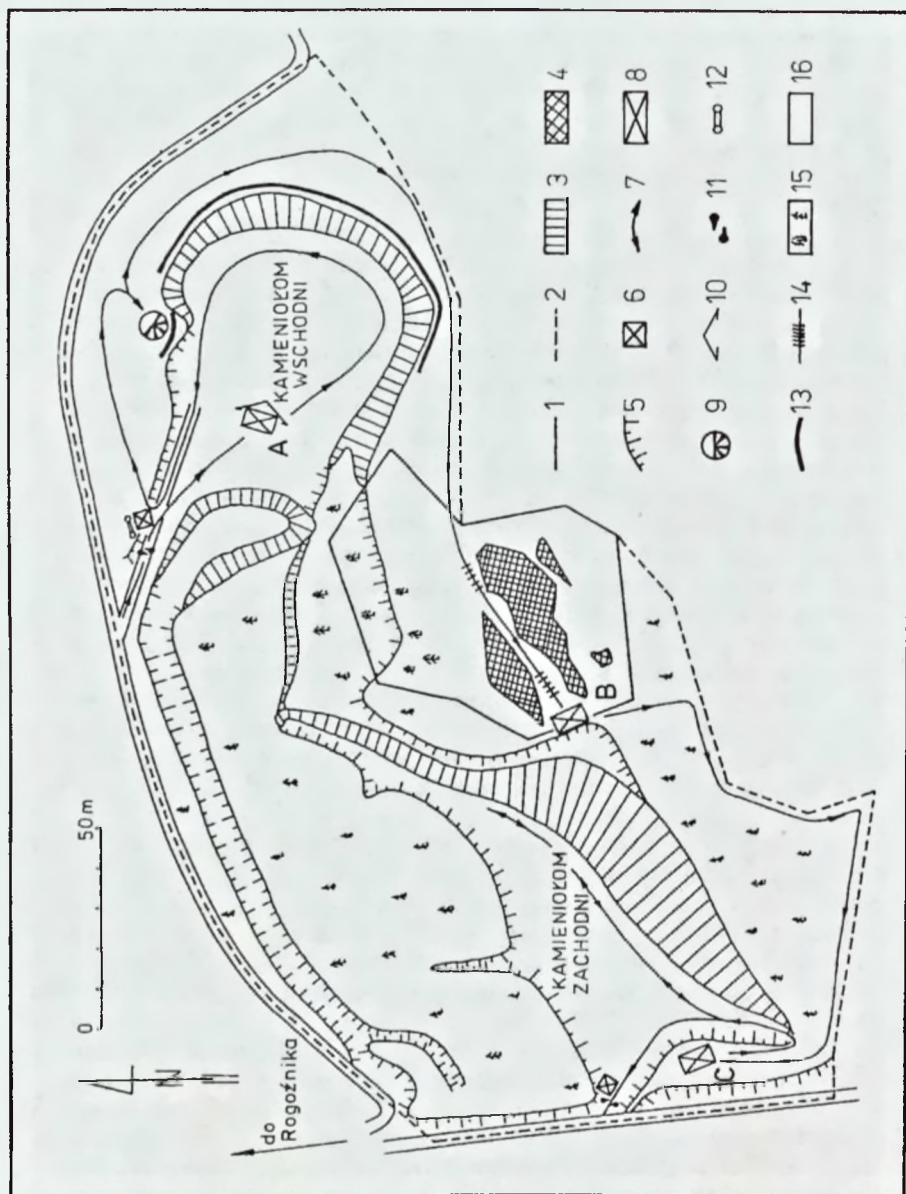 do
Rogoźnika
0 50 m
KAMIENIOŁOM
WSCHODNI
A
KAMIENIOŁOM
ZACHODNI
B
C
1 2 3 4
5 6 7 8
9 10 11 12
13 14 15 16